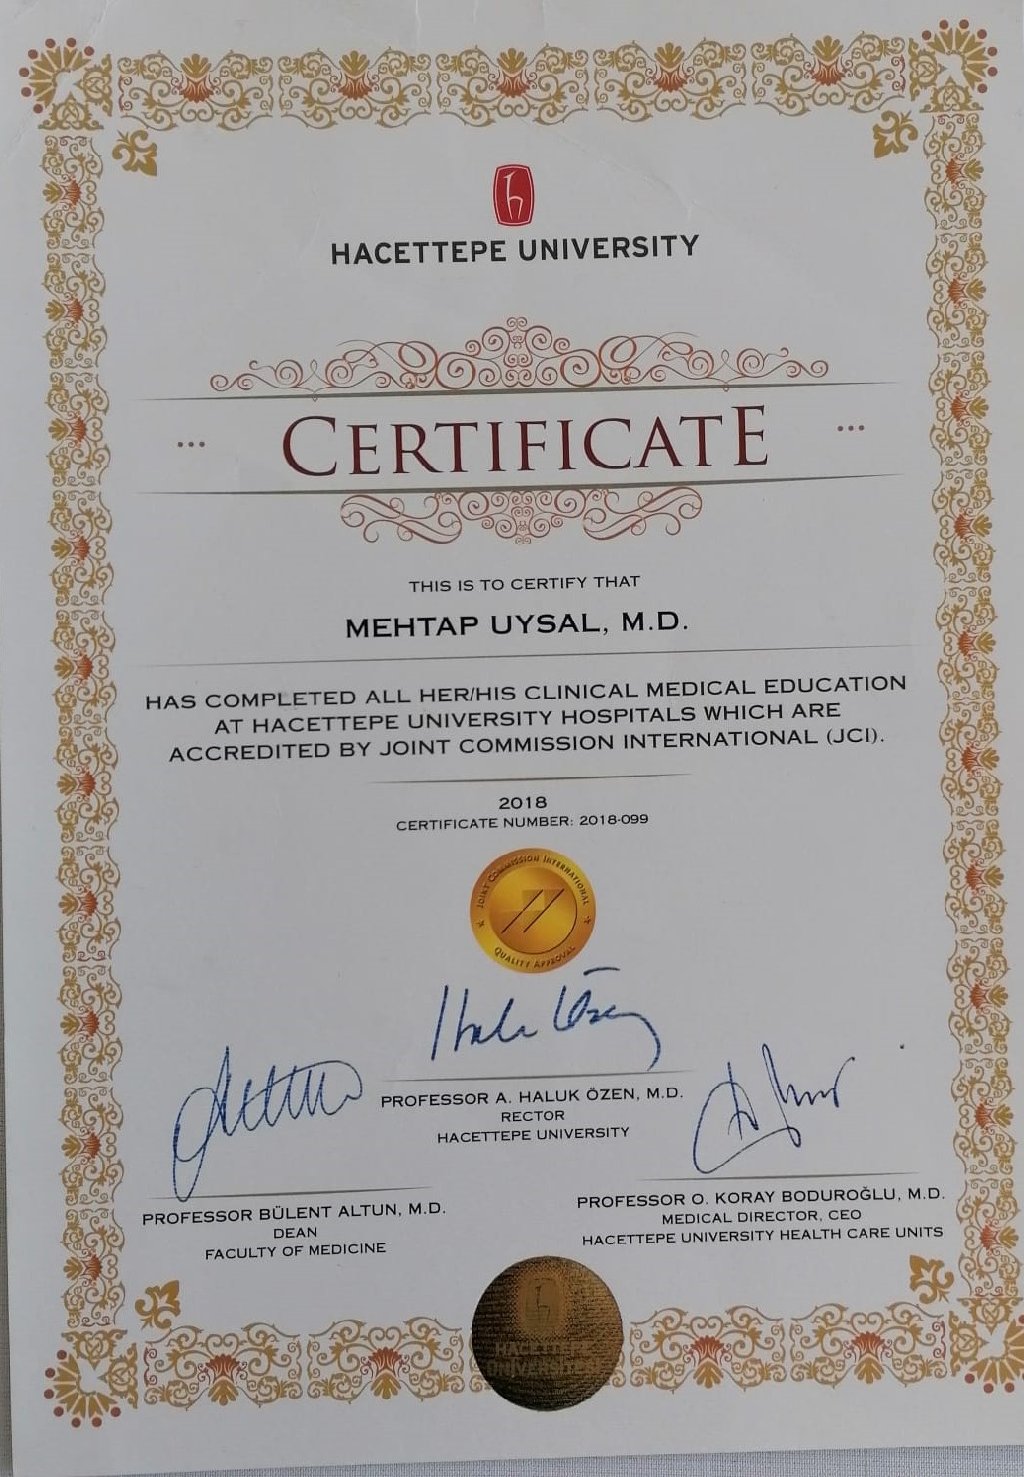 HACETTEPE UNIVERSITY
CERTIFICATE
THIS IS TO CERTIFY THAT
MEHTAP UYSAL, M.D.
HAS COMPLETED ALL HER/HIS CLINICAL MEDICAL EDUCATION
AT HACETTEPE UNIVERSITY HOSPITALS WHICH ARE
ACCREDITED BY JOINT COMMISSION INTERNATIONAL (JCI).
2018
CERTIFICATE NUMBER: 2018-099
JOINT COMMISSION INTERNATIONAL
QUALITY APPROVAL
PROFESSOR A. HALUK ÖZEN, M.D.
RECTOR
HACETTEPE UNIVERSITY
PROFESSOR BÜLENT ALTUN, M.D.
DEAN
FACULTY OF MEDICINE
PROFESSOR O. KORAY BODUROĞLU, M.D.
MEDICAL DIRECTOR, CEO
HACETTEPE UNIVERSITY HEALTH CARE UNITS
HACETTEPE